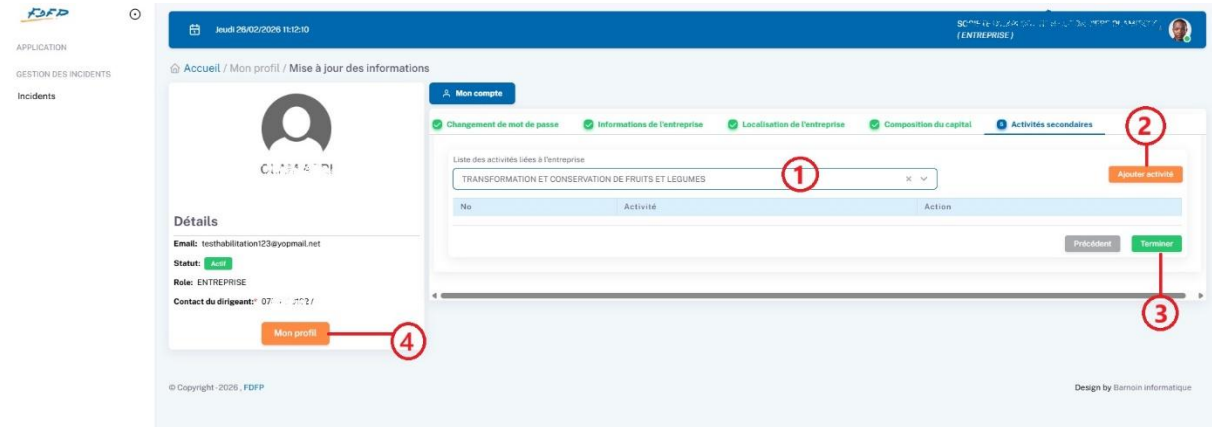 FDFP
APPLICATION
GESTION DES INCIDENTS
Incidents
Jeudi 26/02/2026 11:12:10
(ENTREPRISE)
Accueil / Mon profil / Mise à jour des informations
Mon compte
Changement de mot de passe
Informations de l'entreprise
Localisation de l'entreprise
Composition du capital
5 Activités secondaires
2
Liste des activités liées à l'entreprise
TRANSFORMATION ET CONSERVATION DE FRUITS ET LEGUMES
1
Ajouter activité
No Activité Action
Précédent
Terminer
3
Détails
Email: testhabilitation123@yopmail.net
Statut: Actif
Role: ENTREPRISE
Contact du dirigeant:
Mon profil
4
© Copyright -2026 , FDFP
Design by Barnoin informatique